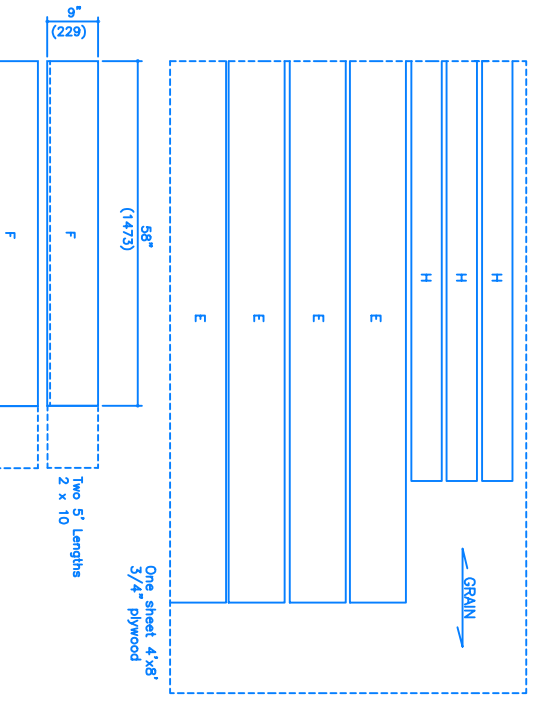 9"
(229)
58"
(1473)
F
F
E
E
E
E
H
H
H
GRAIN
Two 5' Lengths
2 x 10
One sheet 4'x8'
3/4" plywood